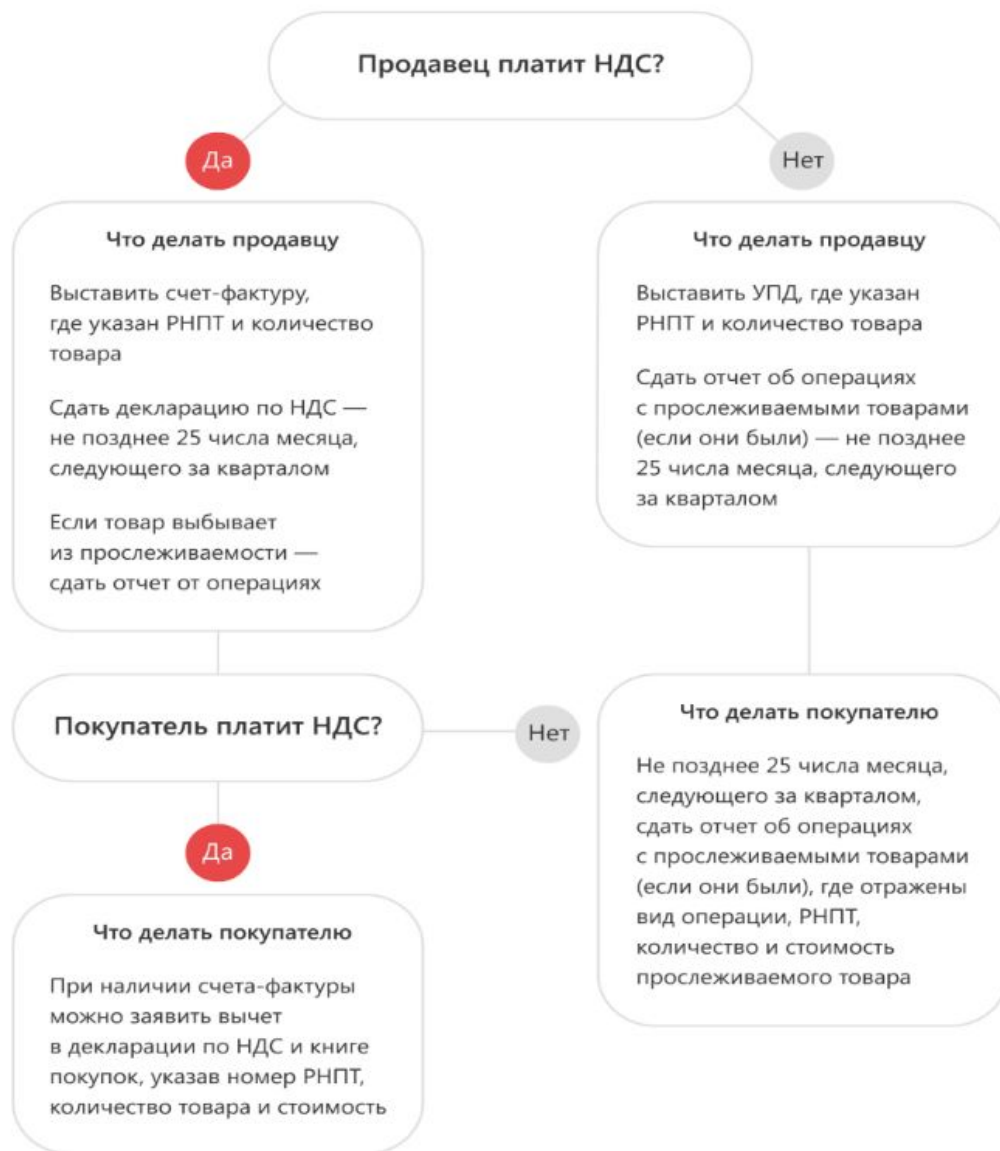 Продавец платит НДС?
Да
Нет
Что делать продавцу
Выставить счет-фактуру,
где указан РНПТ и количество
товара
Сдать декларацию по НДС —
не позднее 25 числа месяца,
следующего за кварталом
Если товар выбывает
из прослеживаемости —
сдать отчет от операциях
Что делать продавцу
Выставить УПД, где указан
РНПТ и количество товара
Сдать отчет об операциях
с прослеживаемыми товарами
(если они были) — не позднее
25 числа месяца, следующего
за кварталом
Покупатель платит НДС?
Нет
Да
Что делать покупателю
При наличии счета-фактуры
можно заявить вычет
в декларации по НДС и книге
покупок, указав номер РНПТ,
количество товара и стоимость
Что делать покупателю
Не позднее 25 числа месяца,
следующего за кварталом,
сдать отчет об операциях
с прослеживаемыми товарами
(если они были), где отражены
вид операции, РНПТ,
количество и стоимость
прослеживаемого товара